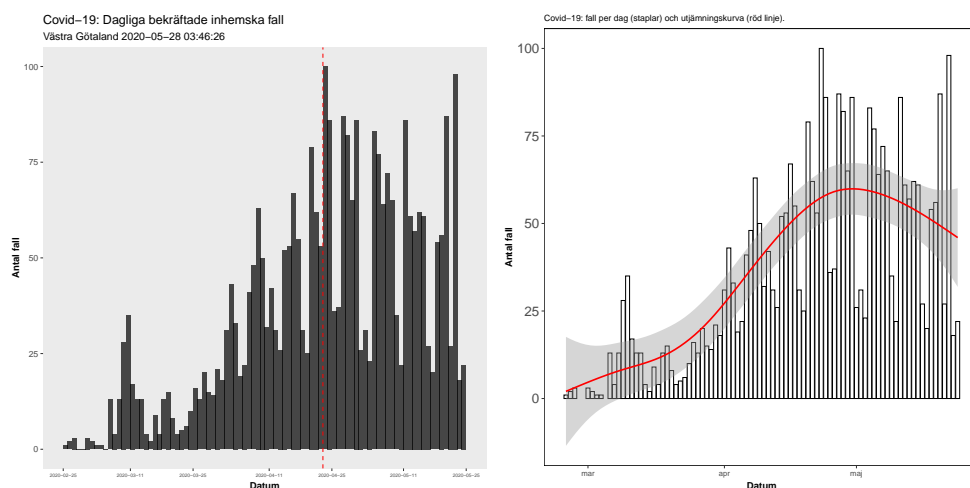 Covid−19: Dagliga bekräftade inhemska fall
Västra Götaland 2020−05−28 03:46:26
Antal fall
100
75
50
25
0
2020−02−25
2020−03−11
2020−03−25
2020−04−11
2020−04−25
2020−05−11
2020−05−25
Datum
Covid−19: fall per dag (staplar) och utjämningskurva (röd linje).
Antal fall
100
75
50
25
0
mar
apr
maj
Datum